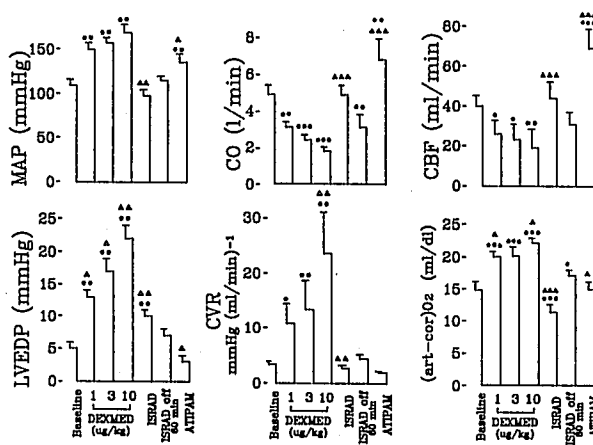 MAP (mmHg)
150
100
50
0
CO (l/min)
8
6
4
2
0
CBF (ml/min)
80
60
40
20
0
LVEDP (mmHg)
25
20
15
10
5
0
CVR
mmHg (ml/min)⁻¹
30
20
10
0
(art-cor)O2 (ml/dl)
25
20
15
10
5
0
Baseline
1
3
10
DEXMED
(ug/kg)
ISRAD
ISRAD off
60 min
ATIPAM
Baseline
1
3
10
DEXMED
(ug/kg)
ISRAD
ISRAD off
60 min
ATIPAM
Baseline
1
3
10
DEXMED
(ug/kg)
ISRAD
ISRAD off
60 min